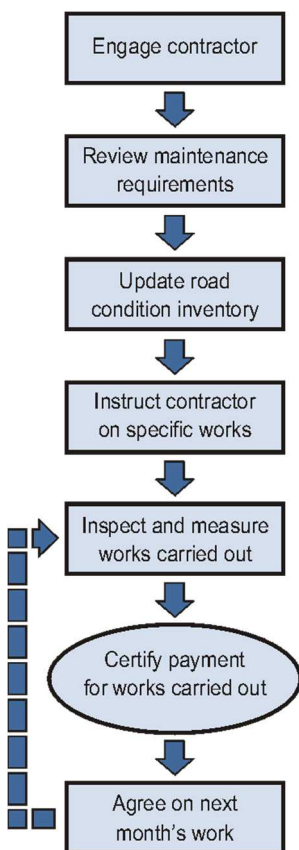 Engage contractor
Review maintenance
requirements
Update road
condition inventory
Instruct contractor
on specific works
Inspect and measure
works carried out
Certify payment
for works carried out
Agree on next
month's work